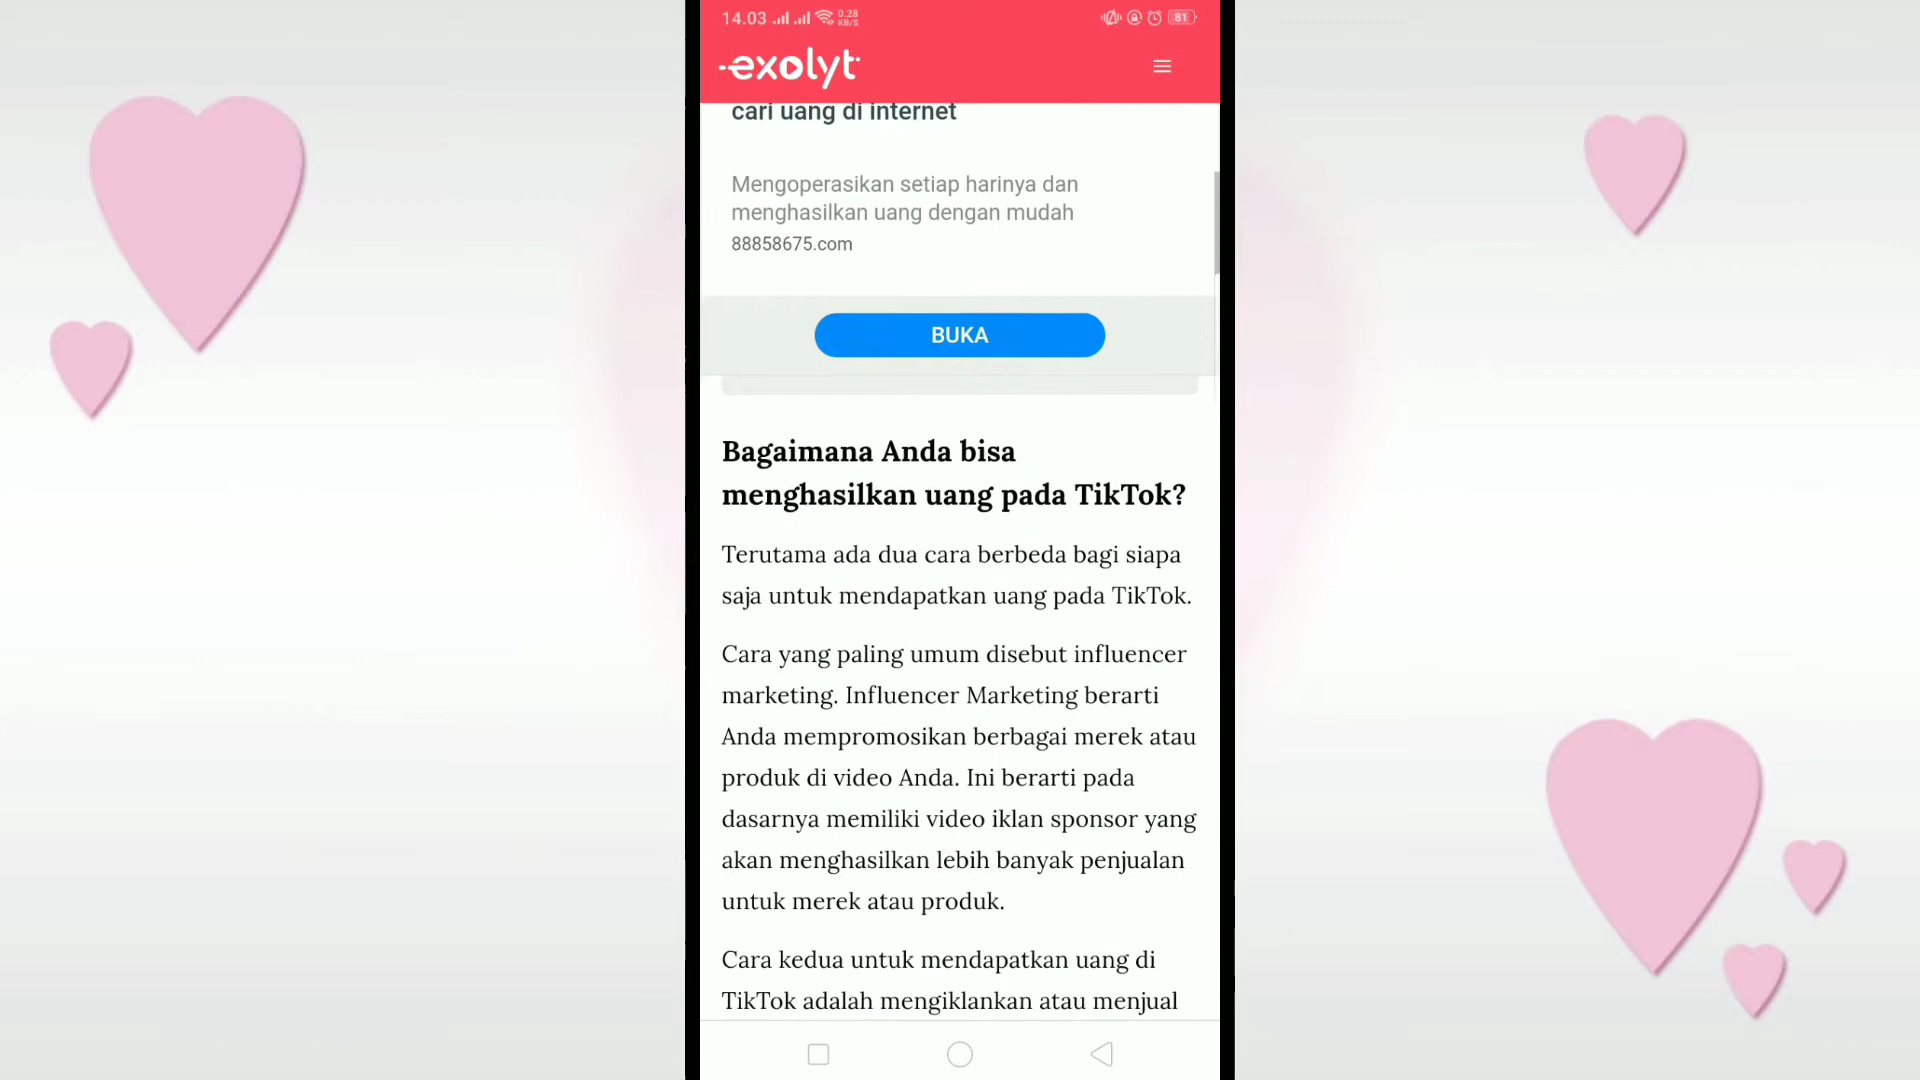 14.03
0.28
KB/S
81
exolyt
cari uang di internet
Mengoperasikan setiap harinya dan
menghasilkan uang dengan mudah
88858675.com
BUKA
Bagaimana Anda bisa
menghasilkan uang pada TikTok?
Terutama ada dua cara berbeda bagi siapa
saja untuk mendapatkan uang pada TikTok.
Cara yang paling umum disebut influencer
marketing. Influencer Marketing berarti
Anda mempromosikan berbagai merek atau
produk di video Anda. Ini berarti pada
dasarnya memiliki video iklan sponsor yang
akan menghasilkan lebih banyak penjualan
untuk merek atau produk.
Cara kedua untuk mendapatkan uang di
TikTok adalah mengiklankan atau menjual